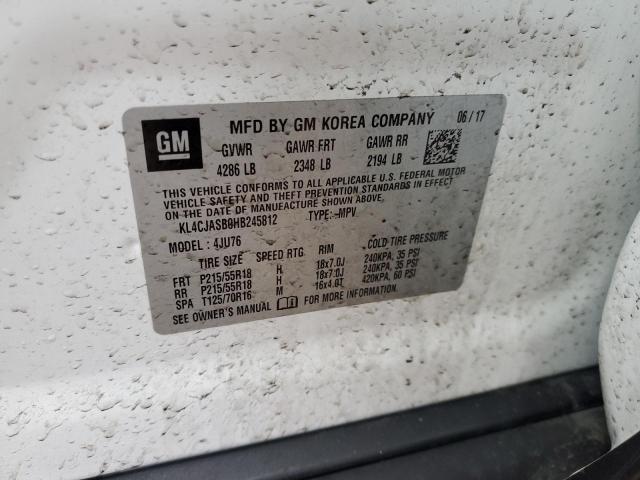 GM
MFD BY GM KOREA COMPANY 06/17
GVWR GAWR FRT GAWR RR
4286 LB 2348 LB 2194 LB
THIS VEHICLE CONFORMS TO ALL APPLICABLE U.S. FEDERAL MOTOR
VEHICLE SAFETY AND THEFT PREVENTION STANDARDS IN EFFECT
ON THE DATE OF MANUFACTURE SHOWN ABOVE.
KL4CJASB8HB245812 TYPE: MPV
MODEL: 4JU76
TIRE SIZE SPEED RTG RIM COLD TIRE PRESSURE
FRT P215/55R18 H 18x7.0J 240KPA, 35 PSI
RR P215/55R18 H 18x7.0J 240KPA, 35 PSI
SPA T125/70R16 M 16x4.0T 420KPA, 60 PSI
SEE OWNER'S MANUAL FOR MORE INFORMATION.